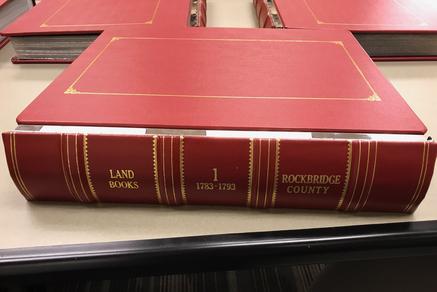 LAND
BOOKS
1
1783-1793
ROCKBRIDGE
COUNTY